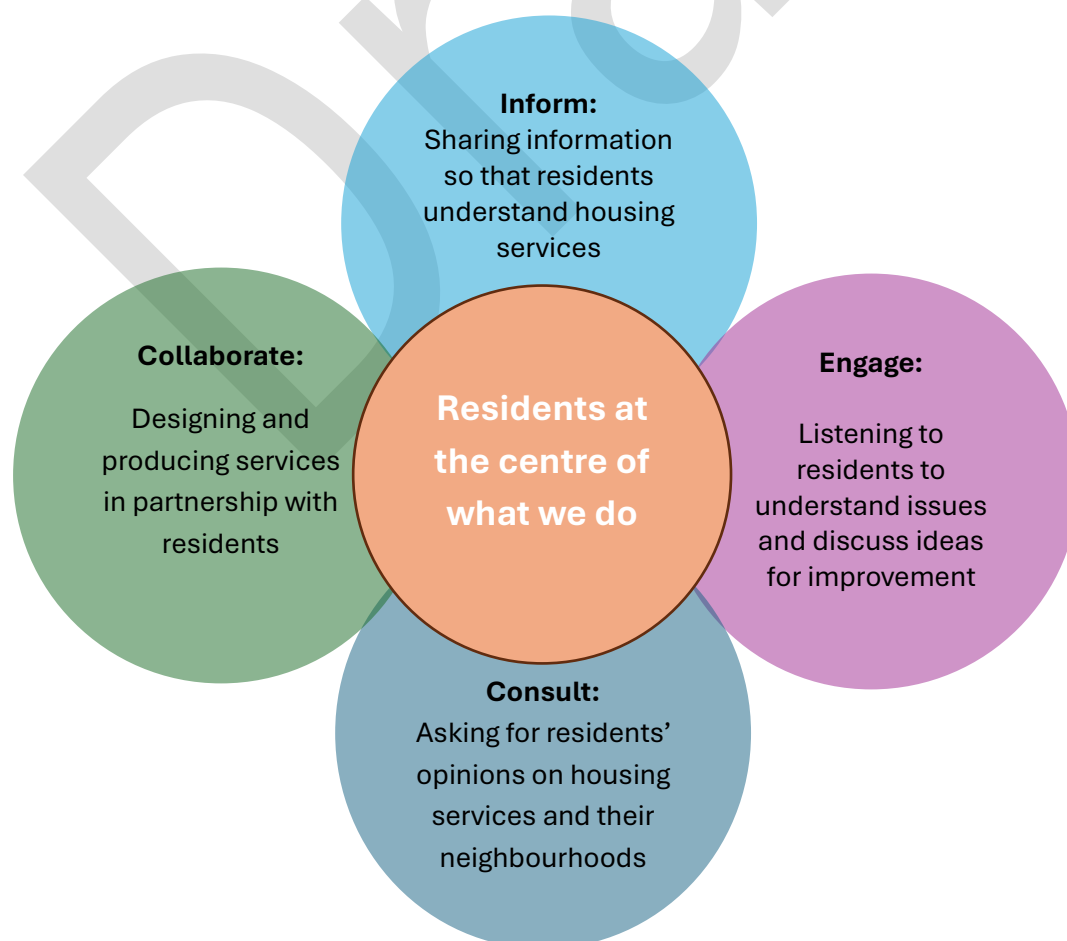 Inform:
Sharing information
so that residents
understand housing
services
Collaborate:
Designing and
producing services
in partnership with
residents
Residents at
the centre of
what we do
Engage:
Listening to
residents to
understand issues
and discuss ideas
for improvement
Consult:
Asking for residents’
opinions on housing
services and their
neighbourhoods